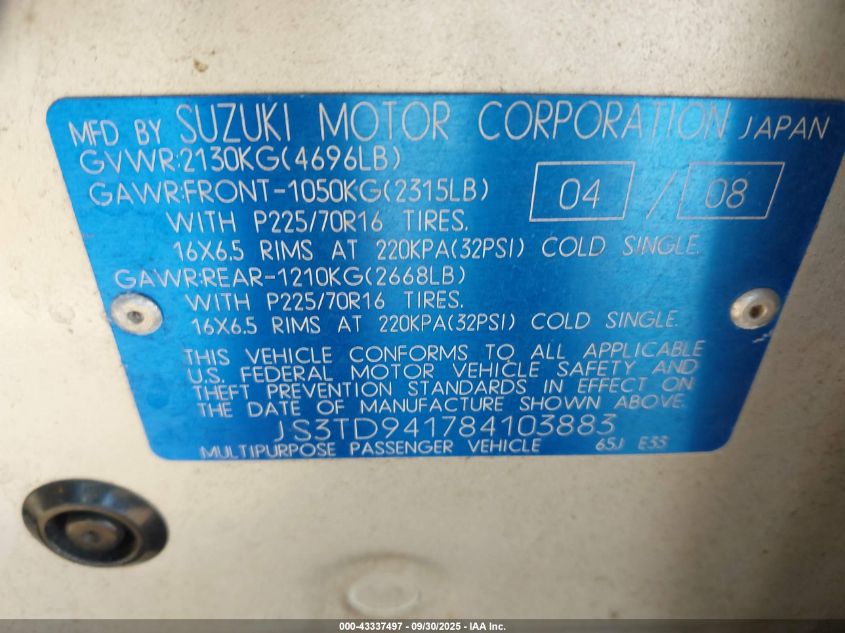 MFD BY SUZUKI MOTOR CORPORATION JAPAN
GVWR:2130KG(4696LB)
GAWR:FRONT-1050KG(2315LB) 04 / 08
WITH P225/70R16 TIRES.
16X6.5 RIMS AT 220KPA(32PSI) COLD SINGLE.
GAWR:REAR-1210KG(2668LB)
WITH P225/70R16 TIRES.
16X6.5 RIMS AT 220KPA(32PSI) COLD SINGLE.
THIS VEHICLE CONFORMS TO ALL APPLICABLE
U.S. FEDERAL MOTOR VEHICLE SAFETY AND
THEFT PREVENTION STANDARDS IN EFFECT ON
THE DATE OF MANUFACTURE SHOWN ABOVE.
JS3TD941784103883
MULTIPURPOSE PASSENGER VEHICLE 65J E33
000-43337497 - 09/30/2025 - IAA Inc.